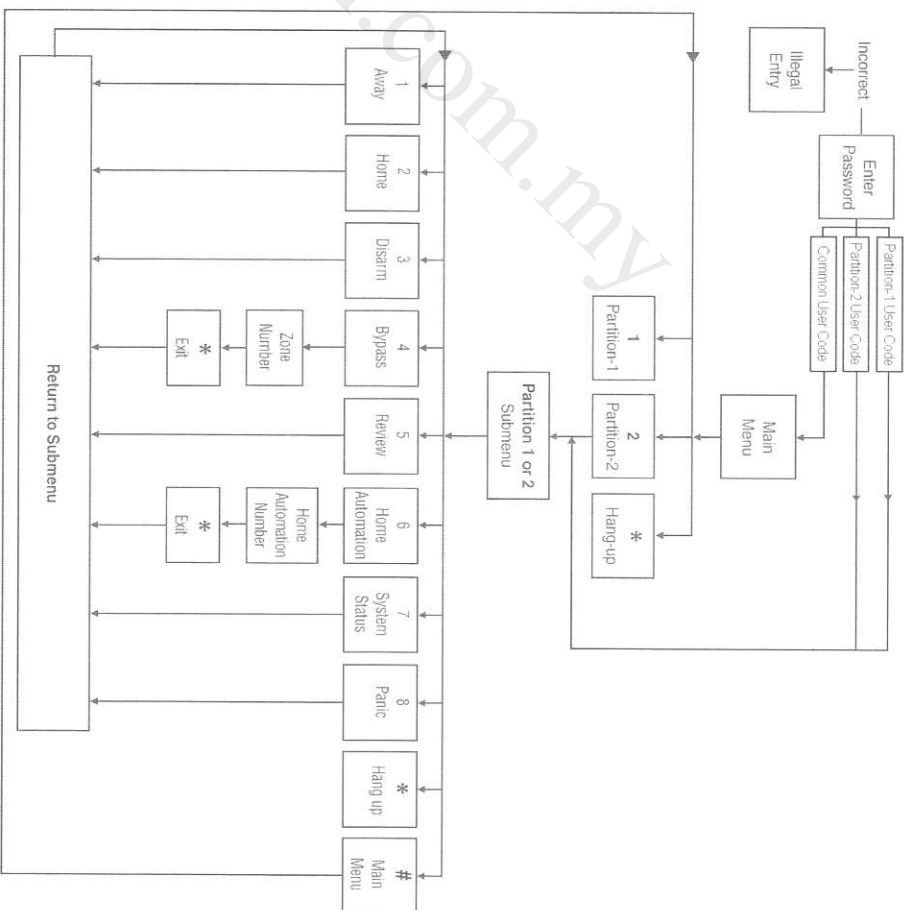 Incorrect
Enter
Password
Illegal
Entry
Partition-1 User Code
Partition-2 User Code
Common User Code
Main
Menu
1
Partition-1
2
Partition-2
*
Hang-up
Partition 1 or 2
Submenu
1
Away
2
Home
3
Disarm
4
Bypass
Zone
Number
*
Exit
5
Review
6
Home
Automation
Home
Automation
Number
*
Exit
7
System
Status
8
Panic
*
Hang up
#
Main
Menu
Return to Submenu
.com.my